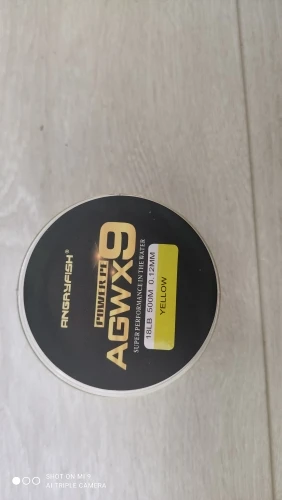 ANGRYFISH®
POWER PE
AGWX9
SUPER PERFORMANCE IN THE WATER
18LB 500M 0.12MM
YELLOW
SHOT ON MI 9
AI TRIPLE CAMERA